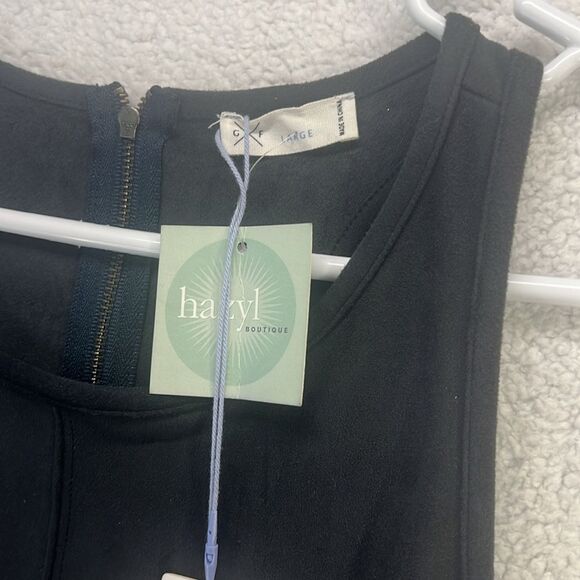 C F LARGE
MADE IN CHINA
hazyl
BOUTIQUE